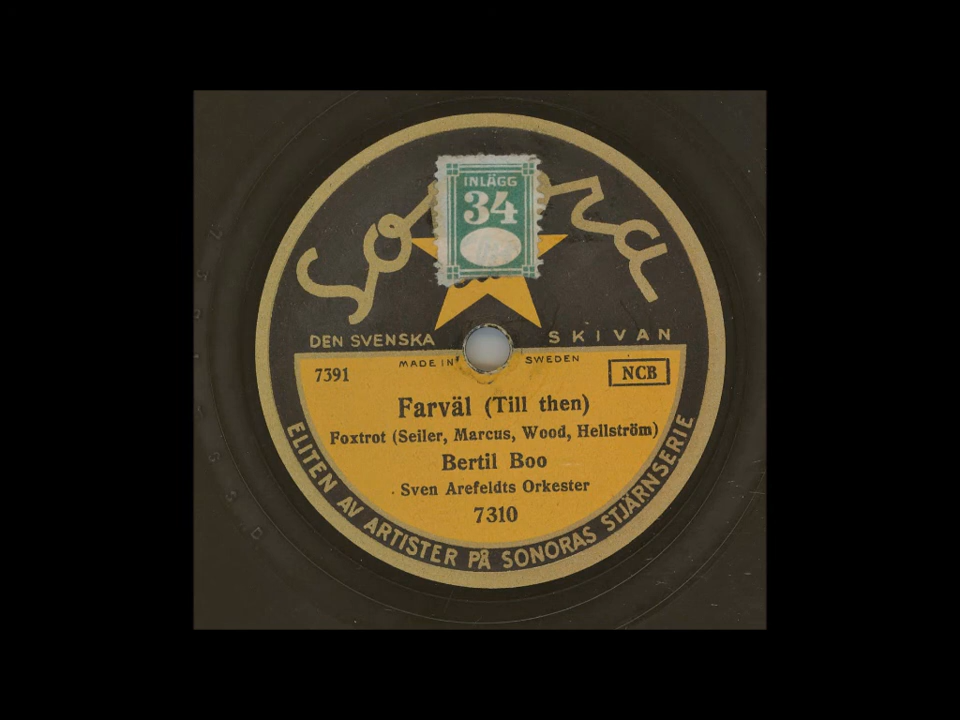 INLÄGG
34
DEN SVENSKA SKIVAN
MADE IN SWEDEN
7391
NCB
Farväl (Till then)
Foxtrot (Seiler, Marcus, Wood, Hellström)
Bertil Boo
Sven Arefeldts Orkester
7310
ELITEN AV ARTISTER PÅ SONORAS STJÄRNSERIE